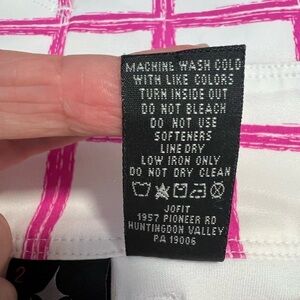 MACHINE WASH COLD
WITH LIKE COLORS
TURN INSIDE OUT
DO NOT BLEACH
DO NOT USE
SOFTENERS
LINE DRY
LOW IRON ONLY
DO NOT DRY CLEAN
JOFIT
1957 PIONEER RD
HUNTINGDON VALLEY
PA 19006
2